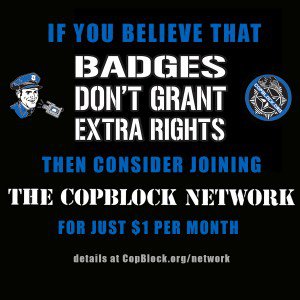 IF YOU BELIEVE THAT
BADGES
DON'T GRANT
EXTRA RIGHTS
THEN CONSIDER JOINING
THE COPBLOCK NETWORK
FOR JUST $1 PER MONTH
details at CopBlock.org/network